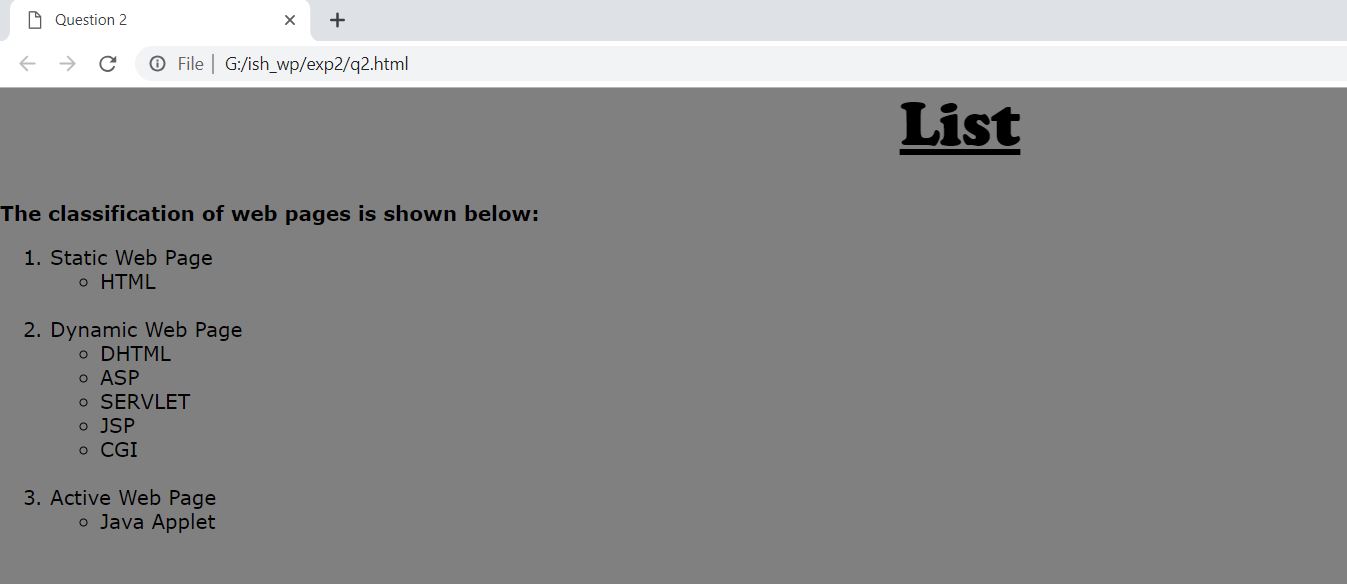 Question 2
File | G:/ish_wp/exp2/q2.html
List
The classification of web pages is shown below:
1. Static Web Page
HTML
2. Dynamic Web Page
DHTML
ASP
SERVLET
JSP
CGI
3. Active Web Page
Java Applet